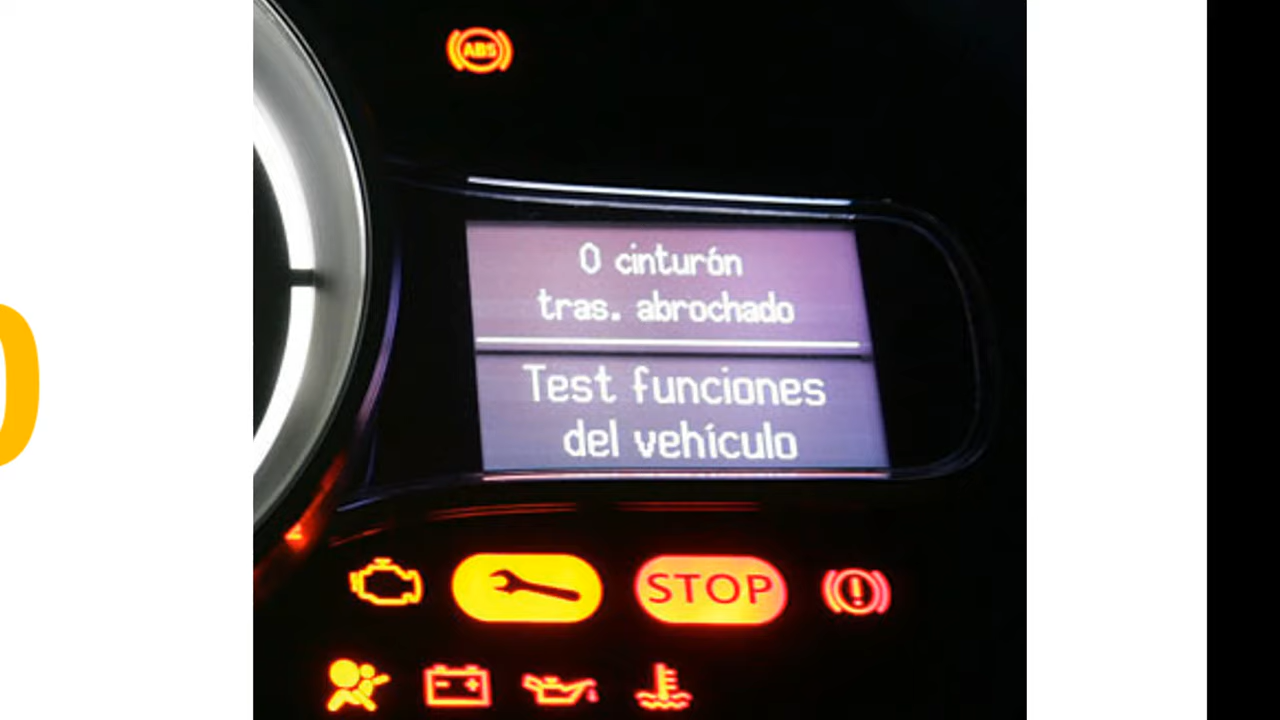 ABS
0 cinturón
tras. abrochado
Test funciones
del vehículo
STOP